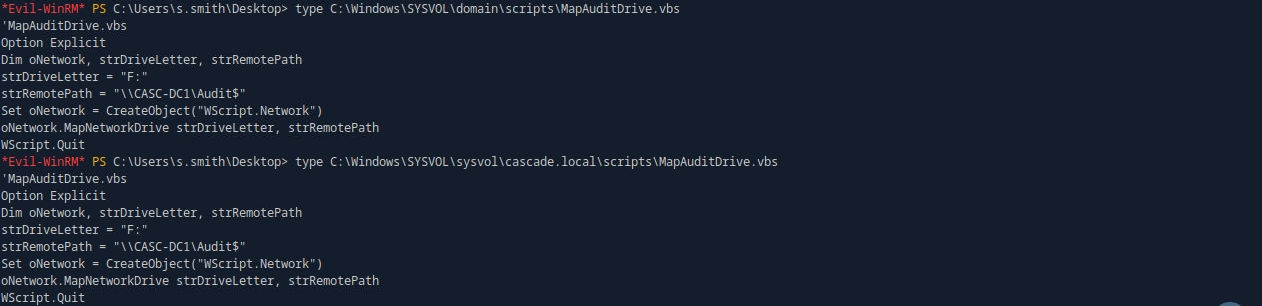 *Evil-WinRM* PS C:\Users\s.smith\Desktop> type C:\Windows\SYSVOL\domain\scripts\MapAuditDrive.vbs
'MapAuditDrive.vbs
Option Explicit
Dim oNetwork, strDriveLetter, strRemotePath
strDriveLetter = "F:"
strRemotePath = "\\CASC-DC1\Audit$"
Set oNetwork = CreateObject("WScript.Network")
oNetwork.MapNetworkDrive strDriveLetter, strRemotePath
WScript.Quit
*Evil-WinRM* PS C:\Users\s.smith\Desktop> type C:\Windows\SYSVOL\sysvol\cascade.local\scripts\MapAuditDrive.vbs
'MapAuditDrive.vbs
Option Explicit
Dim oNetwork, strDriveLetter, strRemotePath
strDriveLetter = "F:"
strRemotePath = "\\CASC-DC1\Audit$"
Set oNetwork = CreateObject("WScript.Network")
oNetwork.MapNetworkDrive strDriveLetter, strRemotePath
WScript.Quit